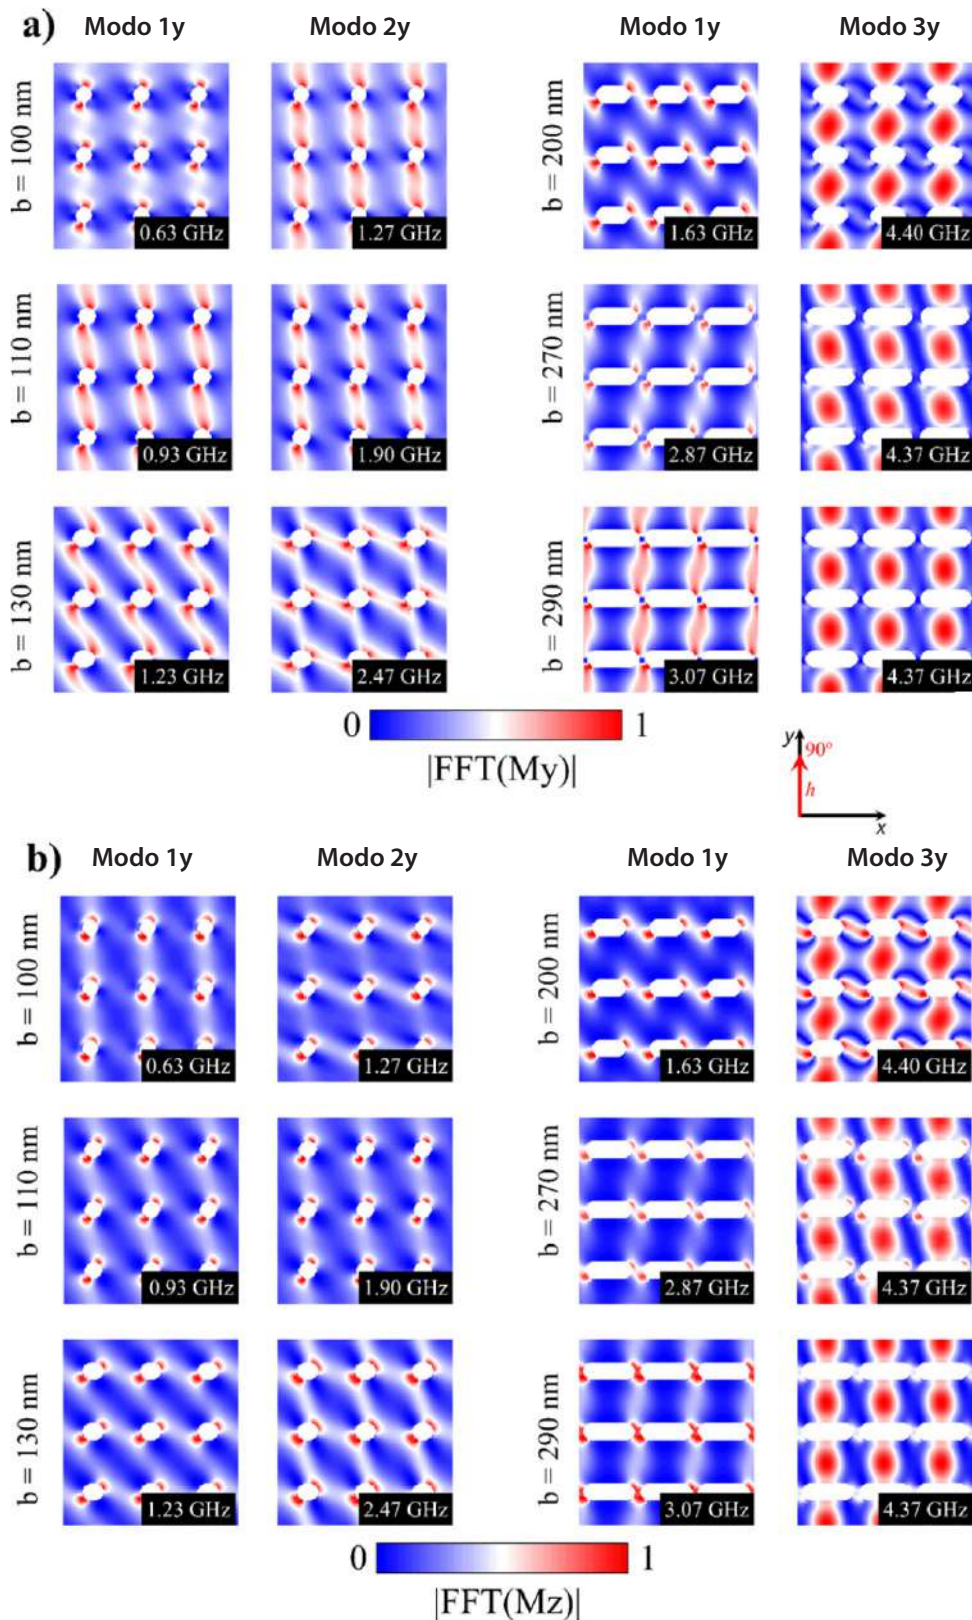 a) Modo 1y Modo 2y Modo 1y Modo 3y
b = 100 nm 0.63 GHz 1.27 GHz b = 200 nm 1.63 GHz 4.40 GHz
b = 110 nm 0.93 GHz 1.90 GHz b = 270 nm 2.87 GHz 4.37 GHz
b = 130 nm 1.23 GHz 2.47 GHz b = 290 nm 3.07 GHz 4.37 GHz
0 1
|FFT(My)|
y 90° h x
b) Modo 1y Modo 2y Modo 1y Modo 3y
b = 100 nm 0.63 GHz 1.27 GHz b = 200 nm 1.63 GHz 4.40 GHz
b = 110 nm 0.93 GHz 1.90 GHz b = 270 nm 2.87 GHz 4.37 GHz
b = 130 nm 1.23 GHz 2.47 GHz b = 290 nm 3.07 GHz 4.37 GHz
0 1
|FFT(Mz)|